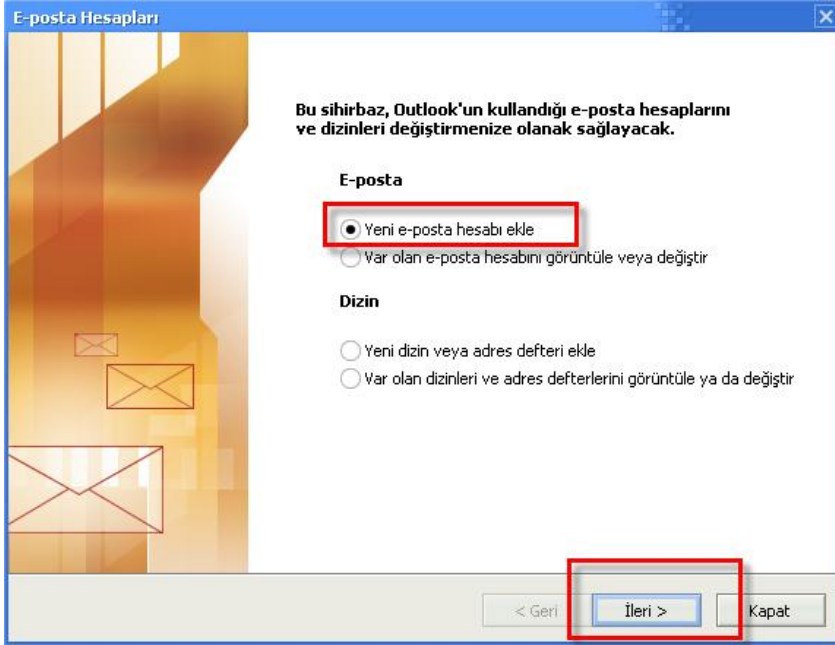 E-posta Hesapları
Bu sihirbaz, Outlook'un kullandığı e-posta hesaplarını
ve dizinleri değiştirmenize olanak sağlayacak.
E-posta
Yeni e-posta hesabı ekle
Var olan e-posta hesabını görüntüle veya değiştir
Dizin
Yeni dizin veya adres defteri ekle
Var olan dizinleri ve adres defterlerini görüntüle ya da değiştir
< Geri
İleri >
Kapat